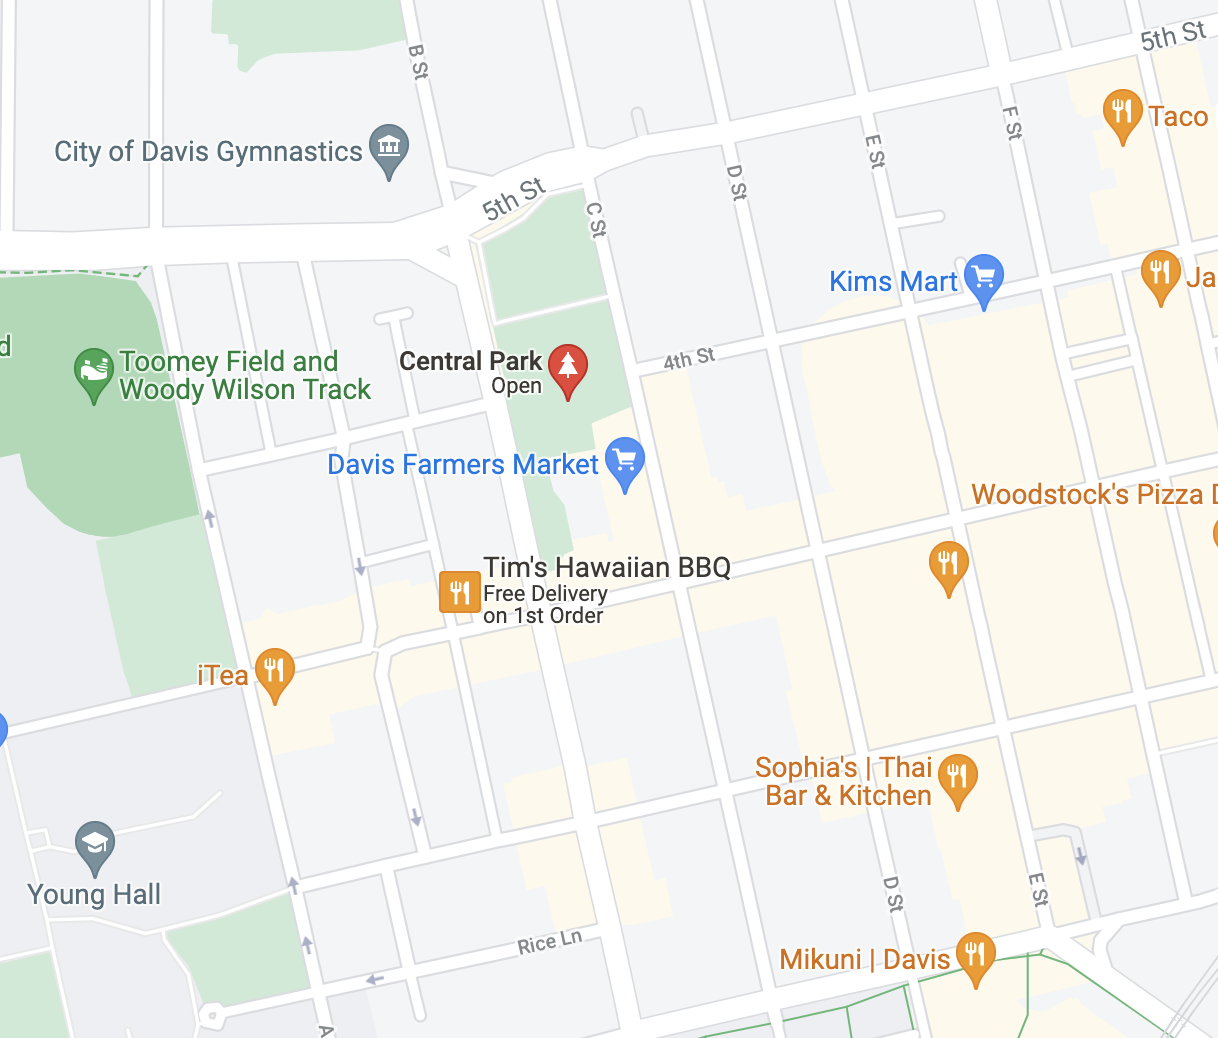 B St
5th St
Taco
F St
City of Davis Gymnastics
E St
D St
5th St
C St
Kims Mart
Ja
d
Toomey Field and
Woody Wilson Track
Central Park
Open
4th St
Davis Farmers Market
Woodstock's Pizza D
Tim's Hawaiian BBQ
Free Delivery
on 1st Order
iTea
Sophia's | Thai
Bar & Kitchen
Young Hall
D St
E St
Rice Ln
Mikuni | Davis
A